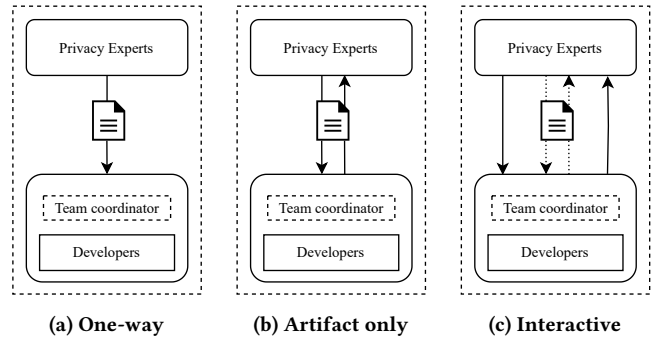 Privacy Experts
Team coordinator
Developers
(a) One-way
Privacy Experts
Team coordinator
Developers
(b) Artifact only
Privacy Experts
Team coordinator
Developers
(c) Interactive